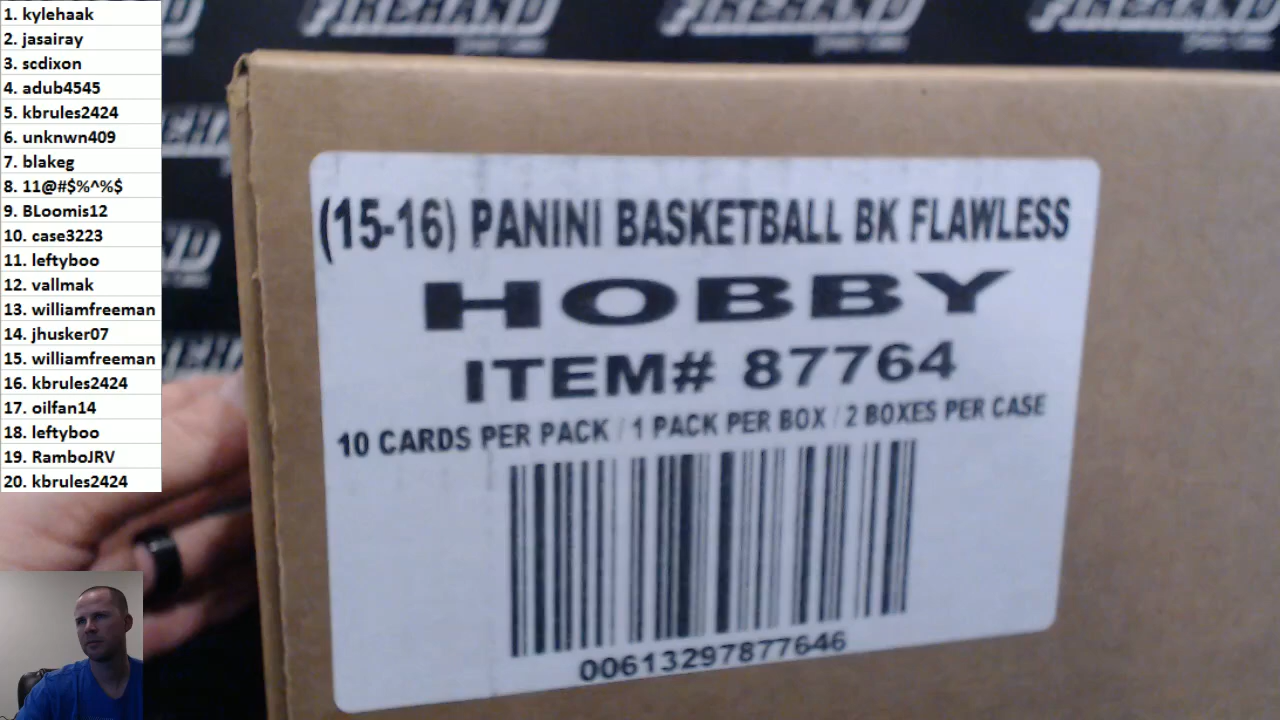 1. kylehaak
2. jasairay
3. scdixon
4. adub4545
5. kbrules2424
6. unknwn409
7. blakeg
8. 11@#$%^%$
9. BLoomis12
10. case3223
11. leftyboo
12. vallmak
13. williamfreeman
14. jhusker07
15. williamfreeman
16. kbrules2424
17. oilfan14
18. leftyboo
19. RamboJRV
20. kbrules2424
(15-16) PANINI BASKETBALL BK FLAWLESS
HOBBY
ITEM# 87764
10 CARDS PER PACK / 1 PACK PER BOX / 2 BOXES PER CASE
00613297877646